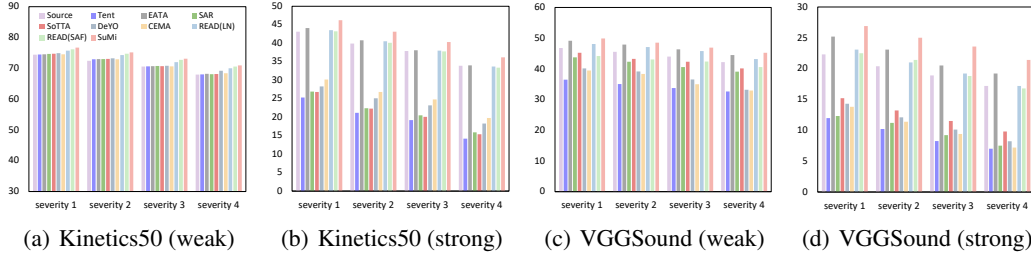 90
80
70
60
50
40
30
Source Tent EATA SAR
SoTTA DeYO CEMA READ(LN)
READ(SAF) SuMi
severity 1 severity 2 severity 3 severity 4
(a) Kinetics50 (weak)
50
45
40
35
30
25
20
15
10
5
0
severity 1 severity 2 severity 3 severity 4
(b) Kinetics50 (strong)
60
50
40
30
20
10
0
severity 1 severity 2 severity 3 severity 4
(c) VGGSound (weak)
30
25
20
15
10
5
0
severity 1 severity 2 severity 3 severity 4
(d) VGGSound (strong)